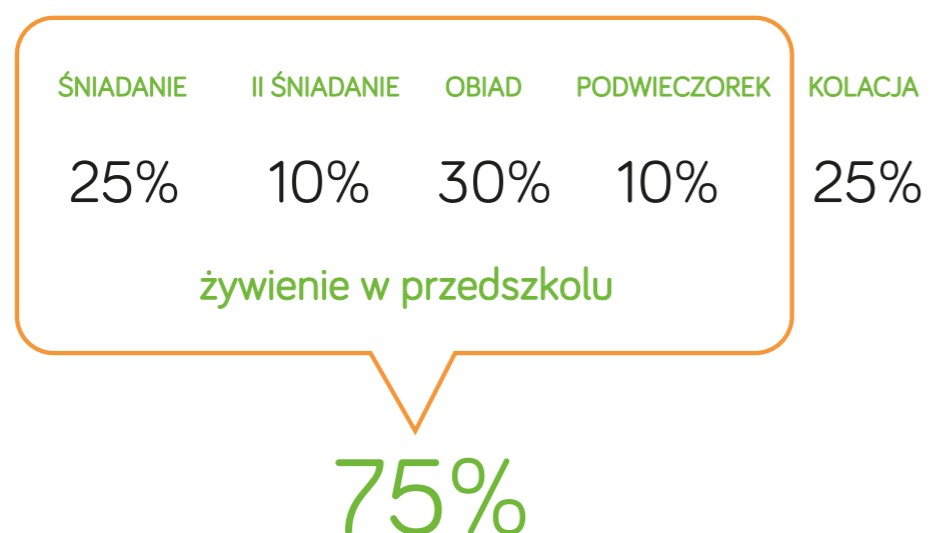 ŚNIADANIE II ŚNIADANIE OBIAD PODWIECZOREK KOLACJA
25% 10% 30% 10% 25%
żywienie w przedszkolu
75%